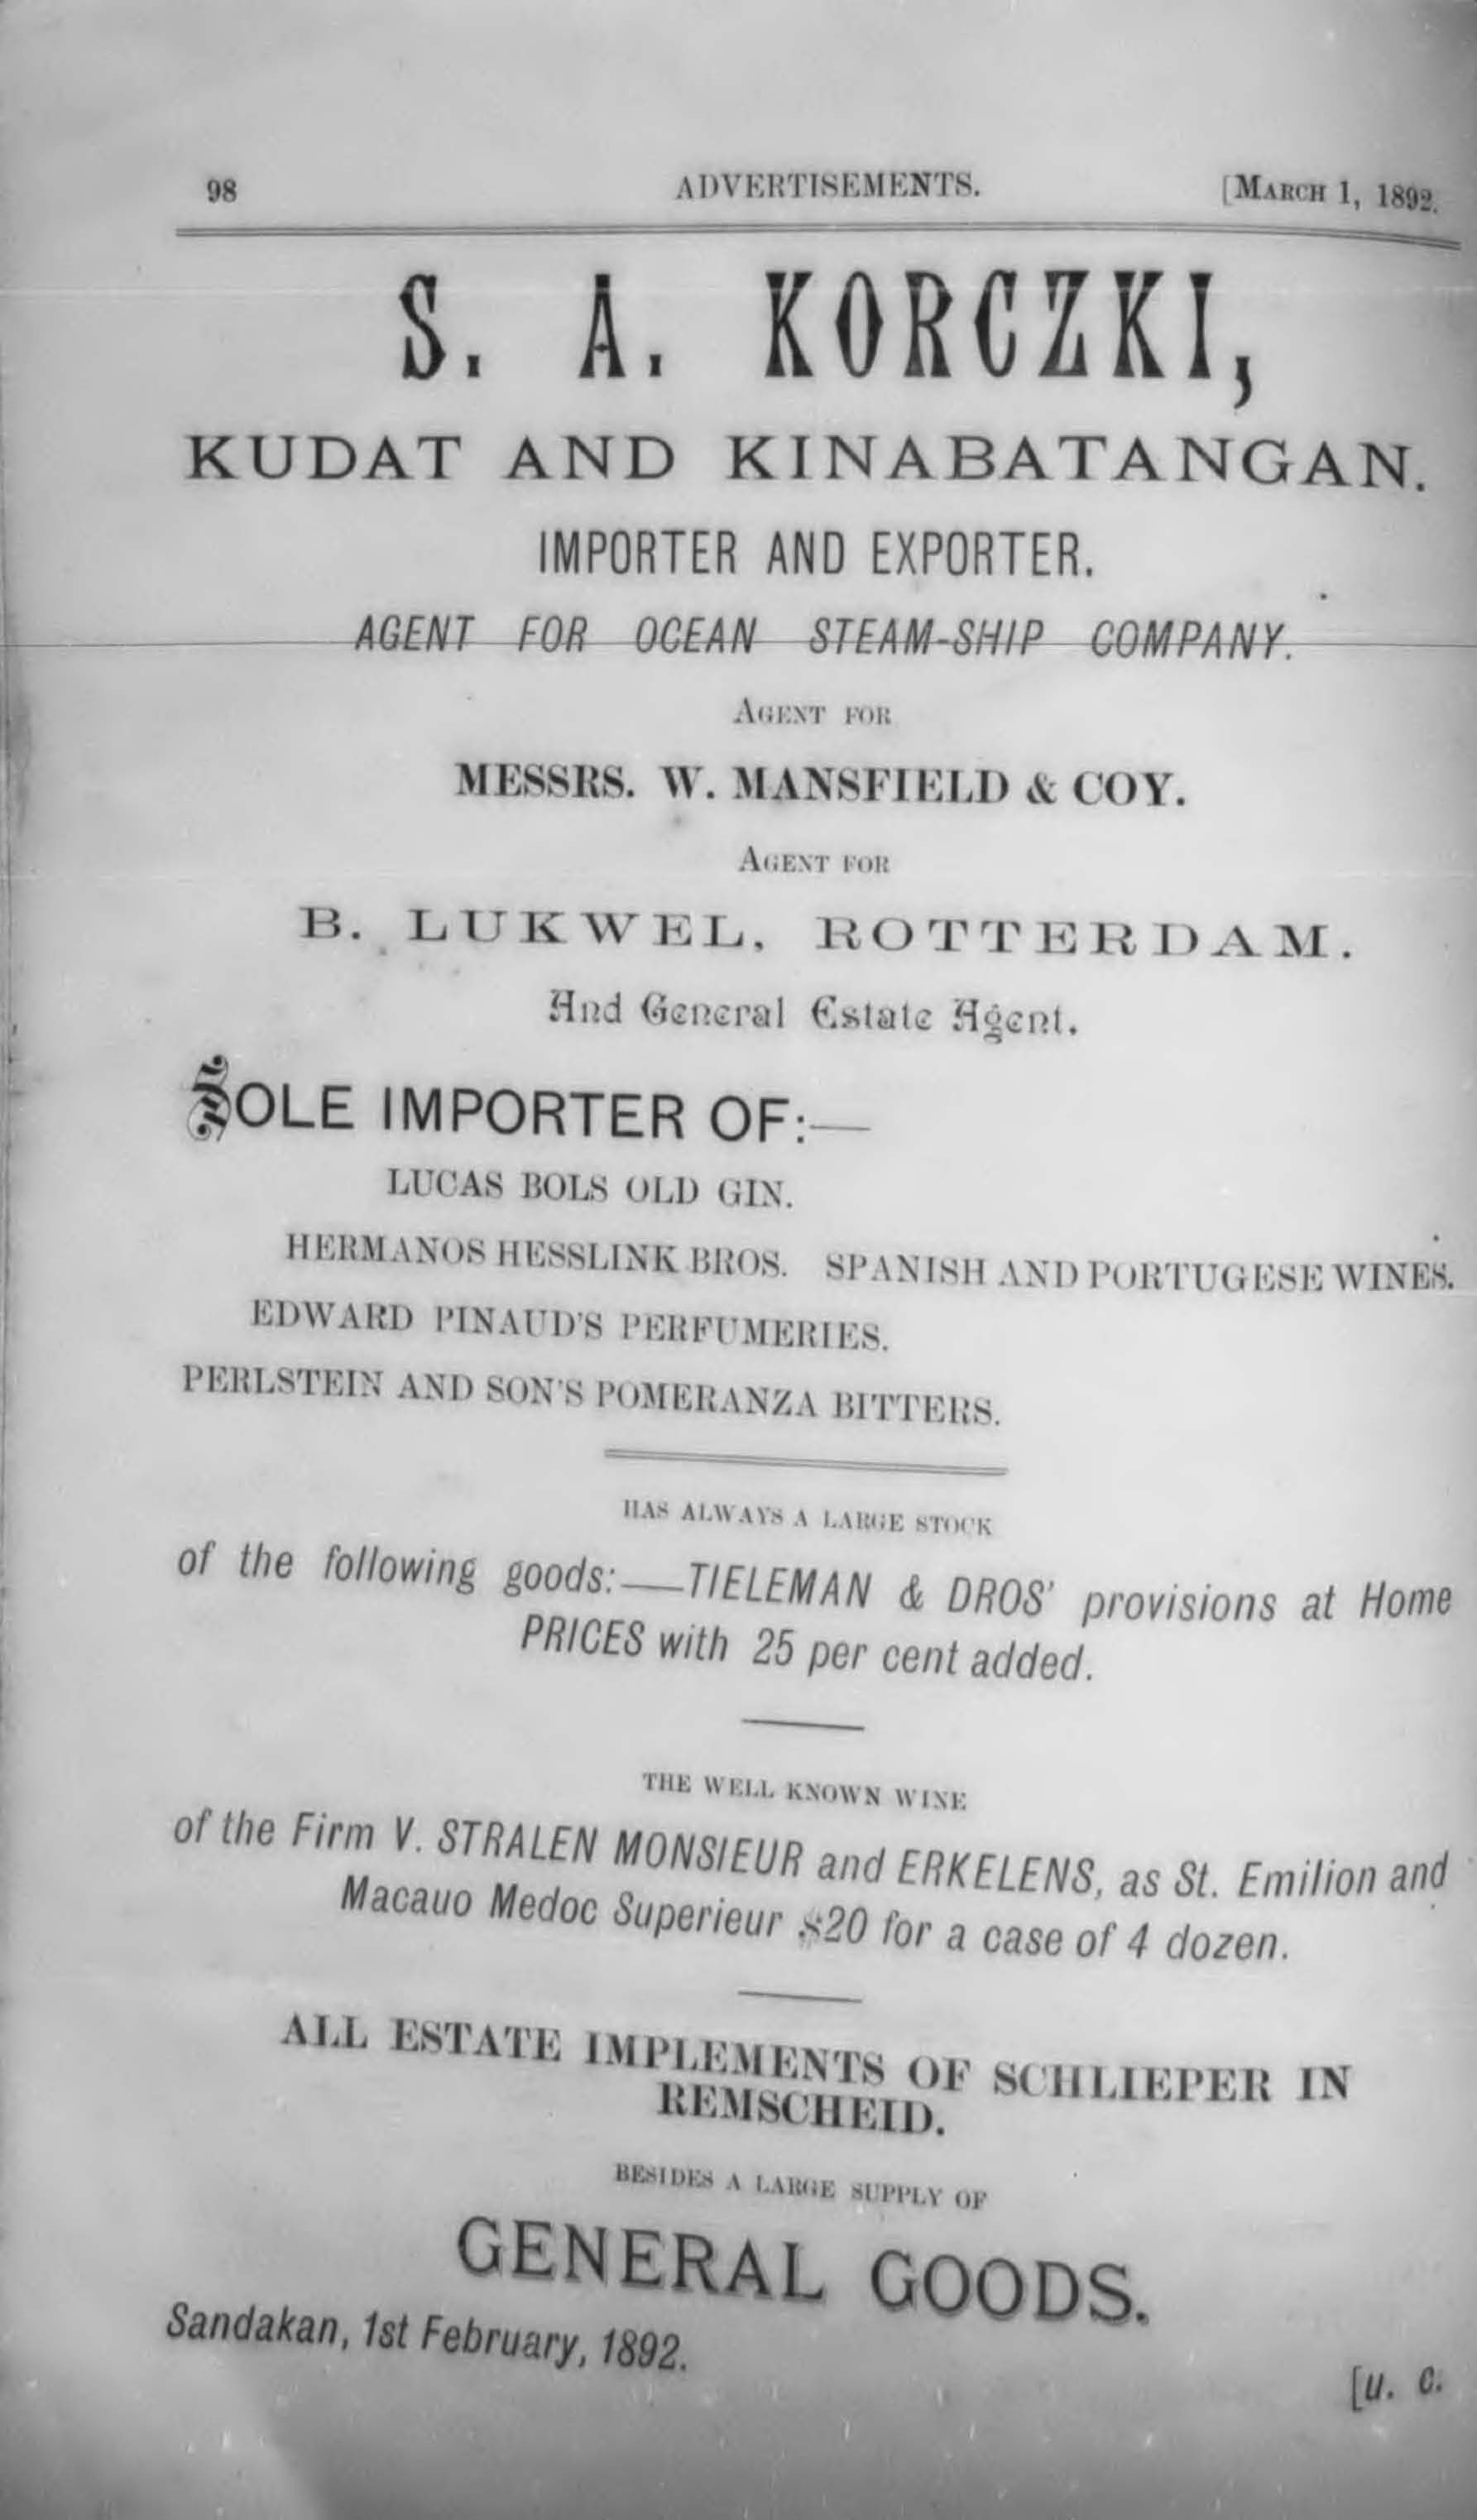 98 ADVERTISEMENTS. [MARCH 1, 1892.
S. A. KORCZKI,
KUDAT AND KINABATANGAN.
IMPORTER AND EXPORTER.
AGENT FOR OCEAN STEAM-SHIP COMPANY.
AGENT FOR
MESSRS. W. MANSFIELD & COY.
AGENT FOR
B. LUKWEL, ROTTERDAM.
And General Estate Agent.
SOLE IMPORTER OF:—
LUCAS BOLS OLD GIN.
HERMANOS HESSLINK BROS. SPANISH AND PORTUGESE WINES.
EDWARD PINAUD'S PERFUMERIES.
PERLSTEIN AND SON'S POMERANZA BITTERS.
HAS ALWAYS A LARGE STOCK
of the following goods:—TIELEMAN & DROS' provisions at Home
PRICES with 25 per cent added.
THE WELL KNOWN WINE
of the Firm V. STRALEN MONSIEUR and ERKELENS, as St. Emilion and
Macauo Medoc Superieur $20 for a case of 4 dozen.
ALL ESTATE IMPLEMENTS OF SCHLIEPER IN
REMSCHEID.
BESIDES A LARGE SUPPLY OF
GENERAL GOODS.
Sandakan, 1st February, 1892.
[u. c.